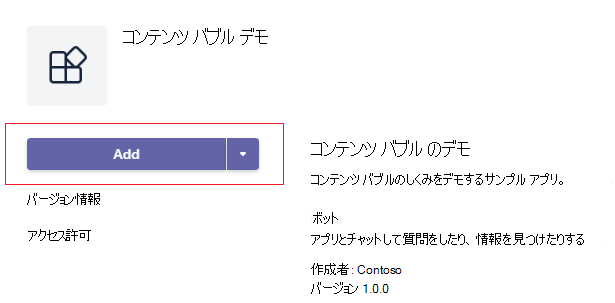 コンテンツ バブル デモ
Add
バージョン情報
アクセス許可
コンテンツ バブル のデモ
コンテンツ バブルのしくみをデモするサンプル アプリ。
ボット
アプリとチャットして質問をしたり、情報を見つけたりする
作成者: Contoso
バージョン 1.0.0